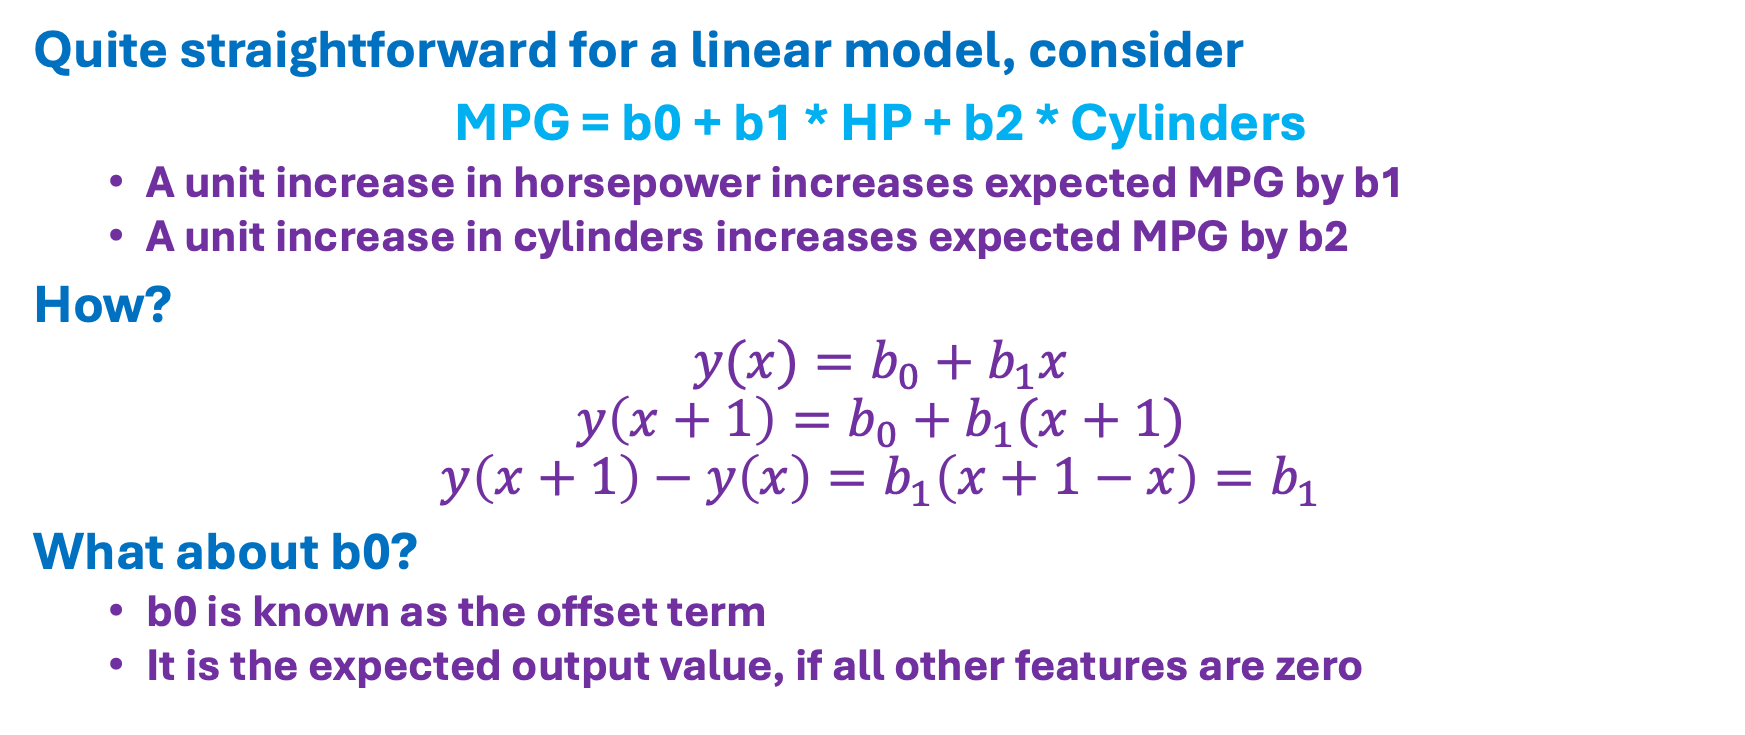 Quite straightforward for a linear model, consider
MPG = b0 + b1 * HP + b2 * Cylinders
• A unit increase in horsepower increases expected MPG by b1
• A unit increase in cylinders increases expected MPG by b2
How?
y(x) = b₀ + b₁x
y(x + 1) = b₀ + b₁(x + 1)
y(x + 1) − y(x) = b₁(x + 1 − x) = b₁
What about b0?
• b0 is known as the offset term
• It is the expected output value, if all other features are zero